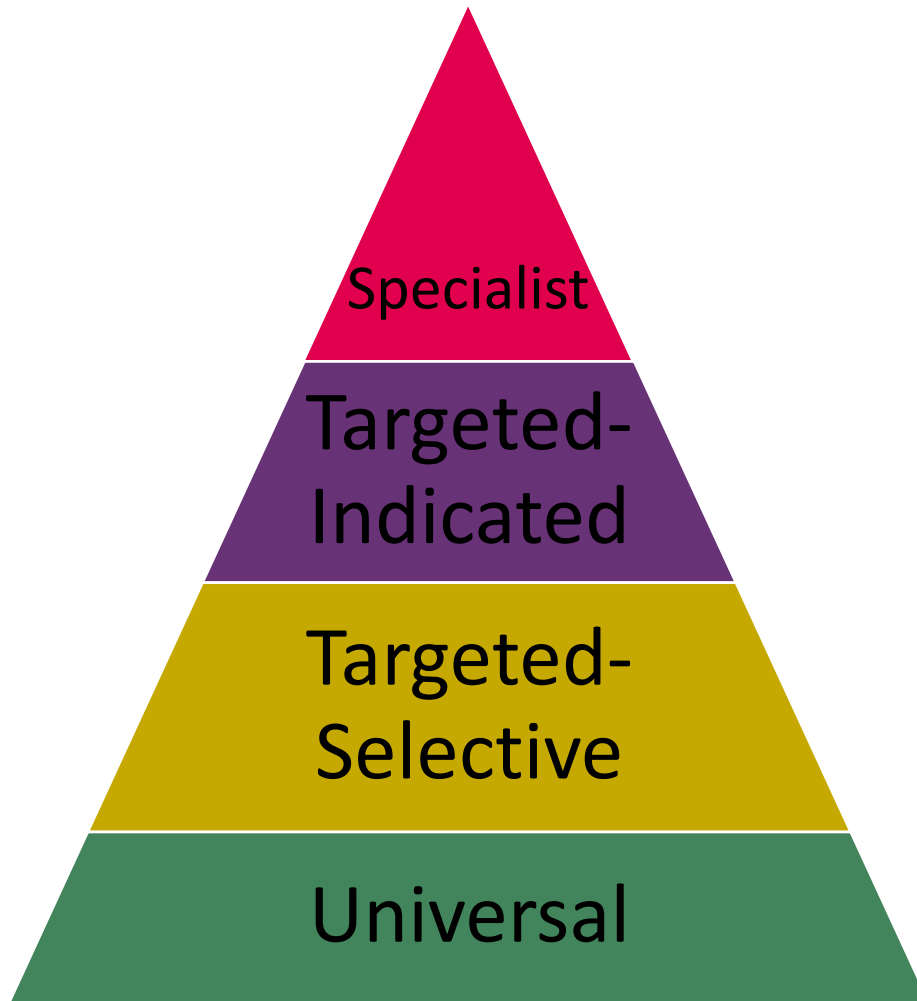 Specialist
Targeted-
Indicated
Targeted-
Selective
Universal